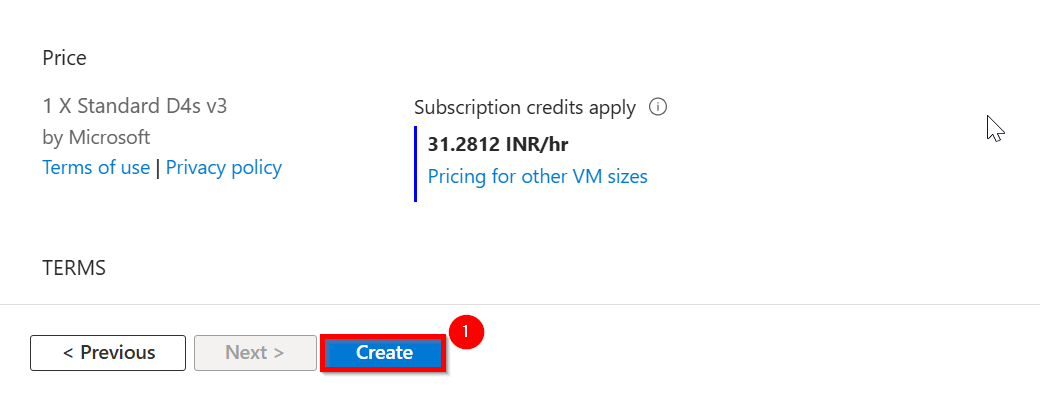 Price
1 X Standard D4s v3
by Microsoft
Terms of use | Privacy policy
Subscription credits apply
31.2812 INR/hr
Pricing for other VM sizes
TERMS
< Previous
Next >
Create
1